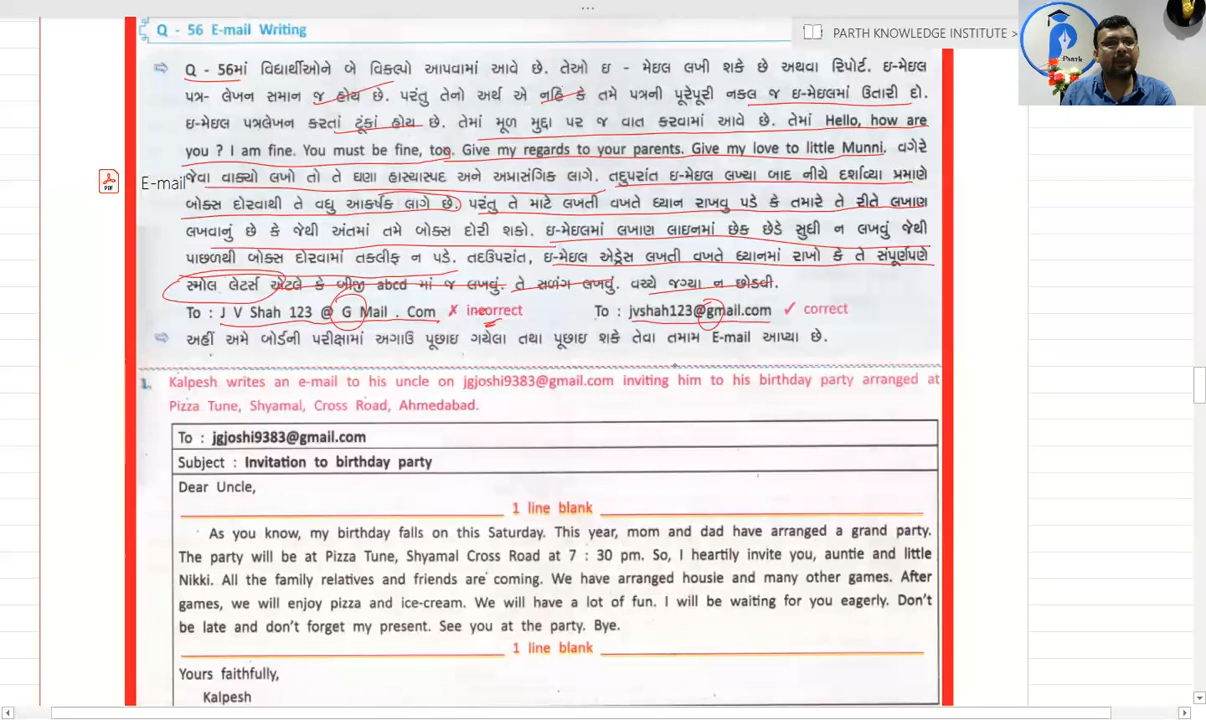 Q - 56 E-mail Writing
PARTH KNOWLEDGE INSTITUTE >
Parth
Q - 56માં વિદ્યાર્થીઓને બે વિકલ્પો આપવામાં આવે છે. તેઓ ઇ - મેઇલ લખી શકે છે અથવા રિપોર્ટ. ઇ-મેઇલ
પત્ર- લેખન સમાન જ હોય છે. પરંતુ તેનો અર્થ એ નહિ કે તમે પત્રની પૂરેપૂરી નકલ જ ઇ-મેઇલમાં ઉતારી દો.
ઇ-મેઇલ પત્રલેખન કરતાં ટૂંકાં હોય છે. તેમાં મૂળ મુદ્દા પર જ વાત કરવામાં આવે છે. તેમાં Hello, how are
you ? I am fine. You must be fine, too. Give my regards to your parents. Give my love to little Munni. વગેરે
E-mail
જેવા વાક્યો લખો તો તે ઘણા હાસ્યાસ્પદ અને અપ્રાસંગિક લાગે. તદ્દુપરાંત ઇ-મેઇલ લખ્યા બાદ નીચે દર્શાવ્યા પ્રમાણે
બોક્સ દોરવાથી તે વધુ આકર્ષક લાગે છે. પરંતુ તે માટે લખતી વખતે ધ્યાન રાખવુ પડે કે તમારે તે રીતે લખાણ
લખવાનું છે કે જેથી અંતમાં તમે બોક્સ દોરી શકો. ઇ-મેઇલમાં લખાણ લાઇનમાં છેક છેડે સુધી ન લખવું જેથી
પાછળથી બોક્સ દોરવામાં તકલીફ ન પડે. તદઉપરાંત, ઇ-મેઇલ એડ્રેસ લખતી વખતે ધ્યાનમાં રાખો કે તે સંપૂર્ણપણે
સ્મોલ લેટર્સ એટલે કે બીજી abcd માં જ લખવું. તે સળંગ લખવું. વચ્ચે જગ્યા ન છોડવી.
To : J V Shah 123 @ G Mail . Com ✗ incorrect To : jvshah123@gmail.com ✓ correct
અહીં અમે બોર્ડની પરીક્ષામાં અગાઉ પૂછાઇ ગયેલા તથા પૂછાઇ શકે તેવા તમામ E-mail આપ્યા છે.
1. Kalpesh writes an e-mail to his uncle on jgjoshi9383@gmail.com inviting him to his birthday party arranged at
Pizza Tune, Shyamal, Cross Road, Ahmedabad.
To : jgjoshi9383@gmail.com
Subject : Invitation to birthday party
Dear Uncle,
1 line blank
As you know, my birthday falls on this Saturday. This year, mom and dad have arranged a grand party.
The party will be at Pizza Tune, Shyamal Cross Road at 7 : 30 pm. So, I heartily invite you, auntie and little
Nikki. All the family relatives and friends are coming. We have arranged housie and many other games. After
games, we will enjoy pizza and ice-cream. We will have a lot of fun. I will be waiting for you eagerly. Don't
be late and don't forget my present. See you at the party. Bye.
1 line blank
Yours faithfully,
Kalpesh